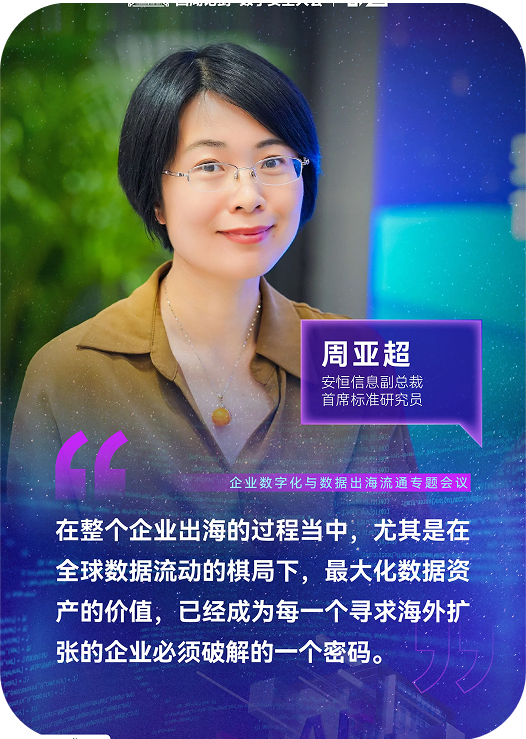 周亚超
安恒信息副总裁
首席标准研究员
企业数字化与数据出海流通专题会议
在整个企业出海的过程当中，尤其是在
全球数据流动的棋局下，最大化数据资
产的价值，已经成为每一个寻求海外扩
张的企业必须破解的一个密码。